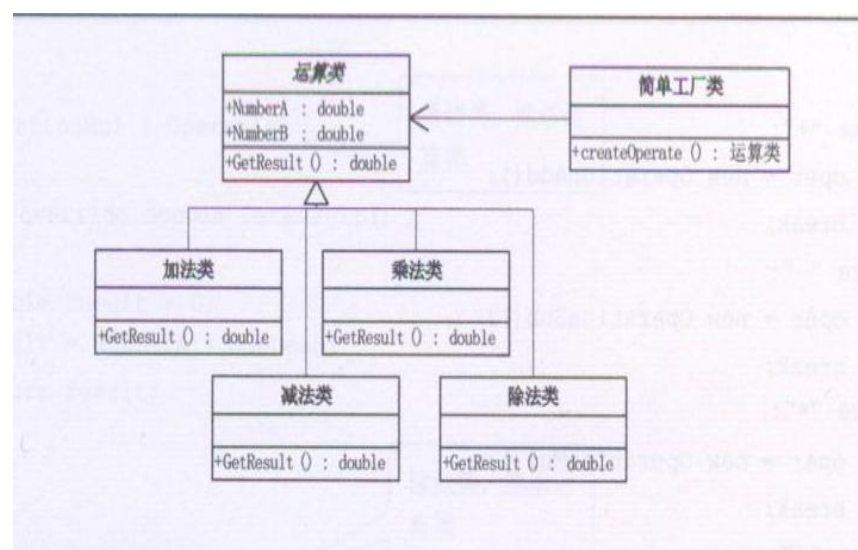 运算类
+NumberA : double
+NumberB : double
+GetResult () : double
简单工厂类
+createOperate () : 运算类
加法类
+GetResult () : double
乘法类
+GetResult () : double
减法类
+GetResult () : double
除法类
+GetResult () : double